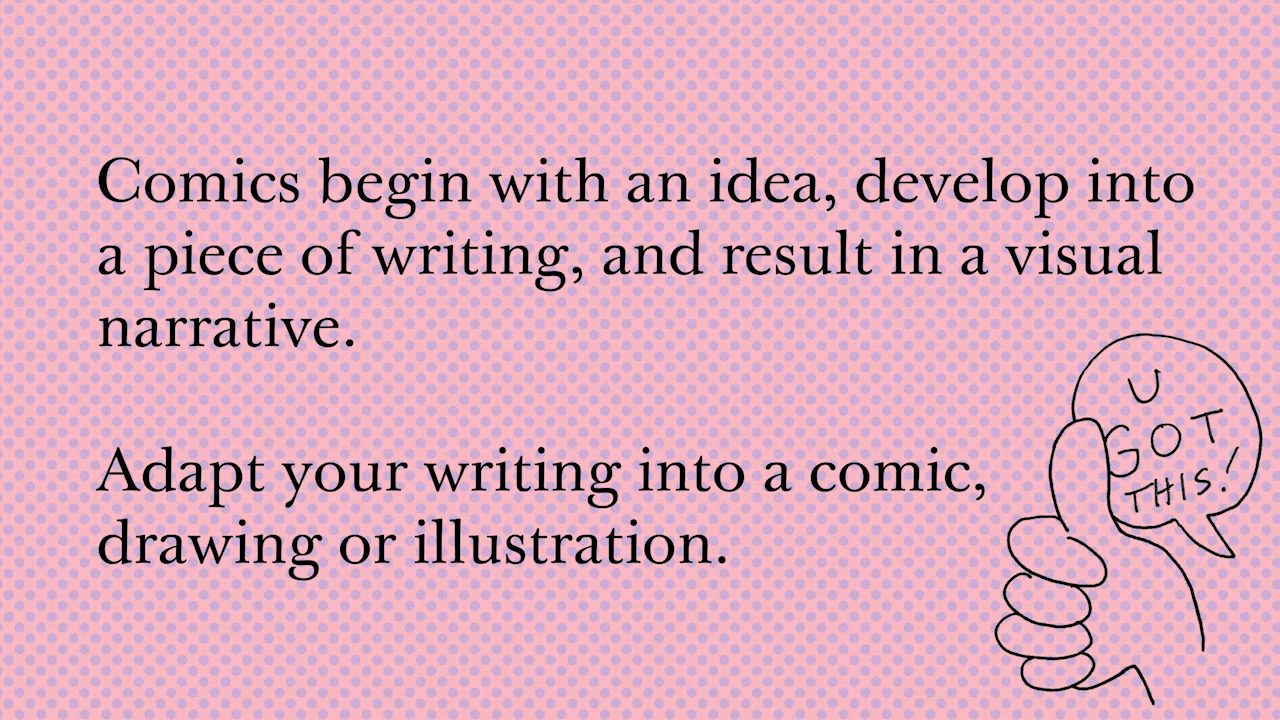 Comics begin with an idea, develop into
a piece of writing, and result in a visual
narrative.
Adapt your writing into a comic,
drawing or illustration.
U
GOT
THIS!